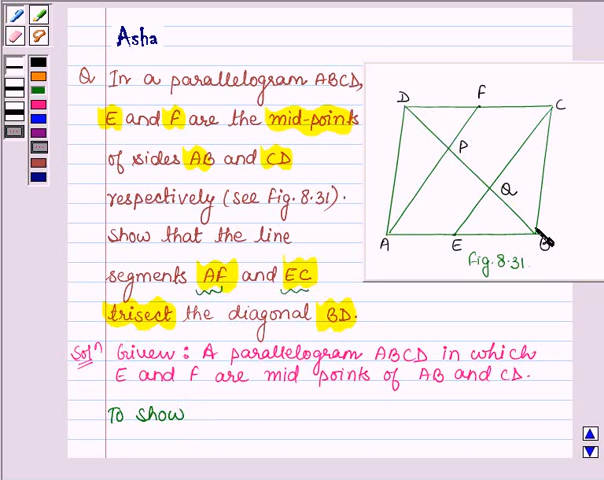 Asha
Q In a parallelogram ABCD,
E and F are the mid-points
of sides AB and CD
respectively (see Fig. 8.31).
Show that the line
segments AF and EC
trisect the diagonal BD.
D F C
P
Q
A E B
Fig. 8.31
Solⁿ Given : A parallelogram ABCD in which
E and F are mid points of AB and CD.
To show